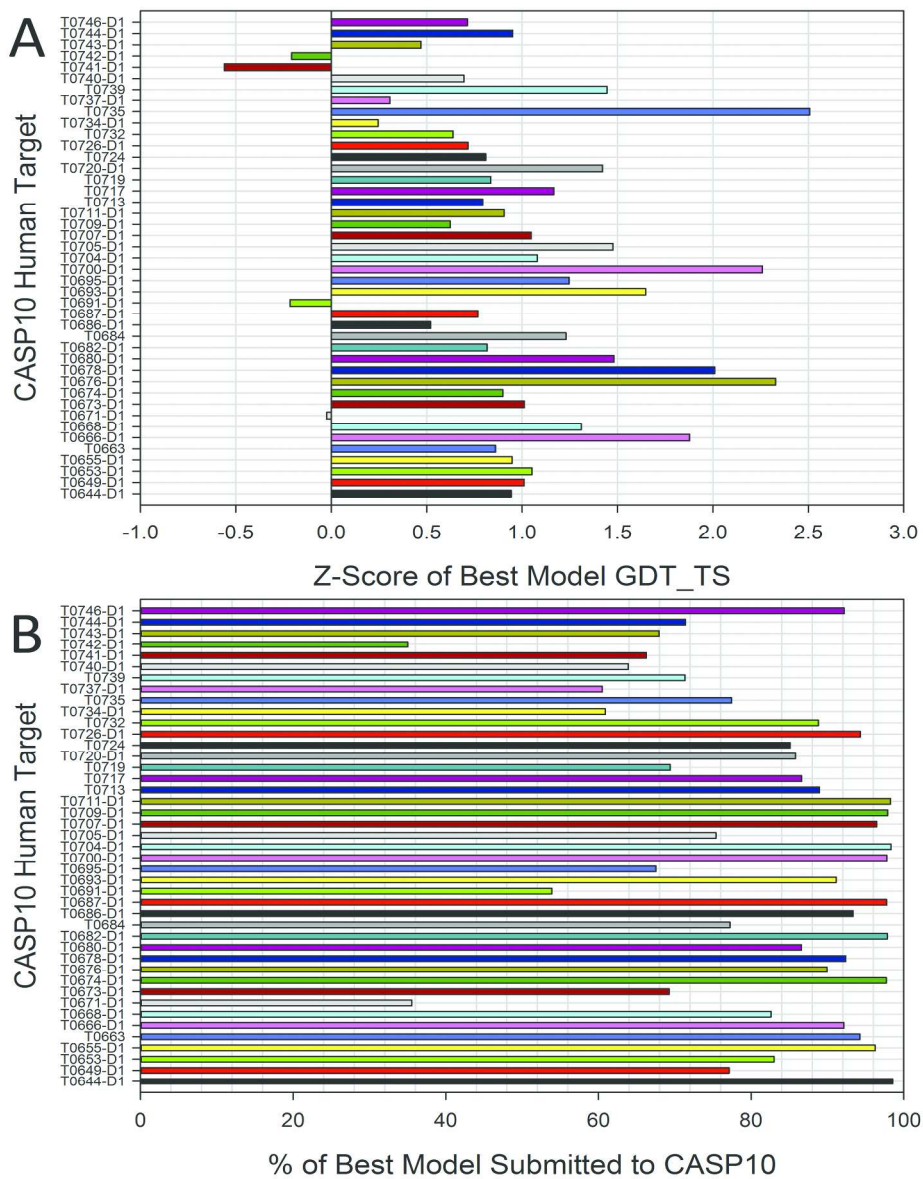 A
CASP10 Human Target
T0746-D1
T0744-D1
T0743-D1
T0742-D1
T0741-D1
T0740-D1
T0739
T0737-D1
T0735
T0734-D1
T0732
T0726-D1
T0724
T0720-D1
T0719
T0717
T0713
T0711-D1
T0709-D1
T0707-D1
T0705-D1
T0704-D1
T0700-D1
T0695-D1
T0693-D1
T0691-D1
T0687-D1
T0686-D1
T0684
T0682-D1
T0680-D1
T0678-D1
T0676-D1
T0674-D1
T0673-D1
T0671-D1
T0668-D1
T0666-D1
T0663
T0655-D1
T0653-D1
T0649-D1
T0644-D1
-1.0 -0.5 0.0 0.5 1.0 1.5 2.0 2.5 3.0
Z-Score of Best Model GDT_TS
B
CASP10 Human Target
T0746-D1
T0744-D1
T0743-D1
T0742-D1
T0741-D1
T0740-D1
T0739
T0737-D1
T0735
T0734-D1
T0732
T0726-D1
T0724
T0720-D1
T0719
T0717
T0713
T0711-D1
T0709-D1
T0707-D1
T0705-D1
T0704-D1
T0700-D1
T0695-D1
T0693-D1
T0691-D1
T0687-D1
T0686-D1
T0684
T0682-D1
T0680-D1
T0678-D1
T0676-D1
T0674-D1
T0673-D1
T0671-D1
T0668-D1
T0666-D1
T0663
T0655-D1
T0653-D1
T0649-D1
T0644-D1
0 20 40 60 80 100
% of Best Model Submitted to CASP10